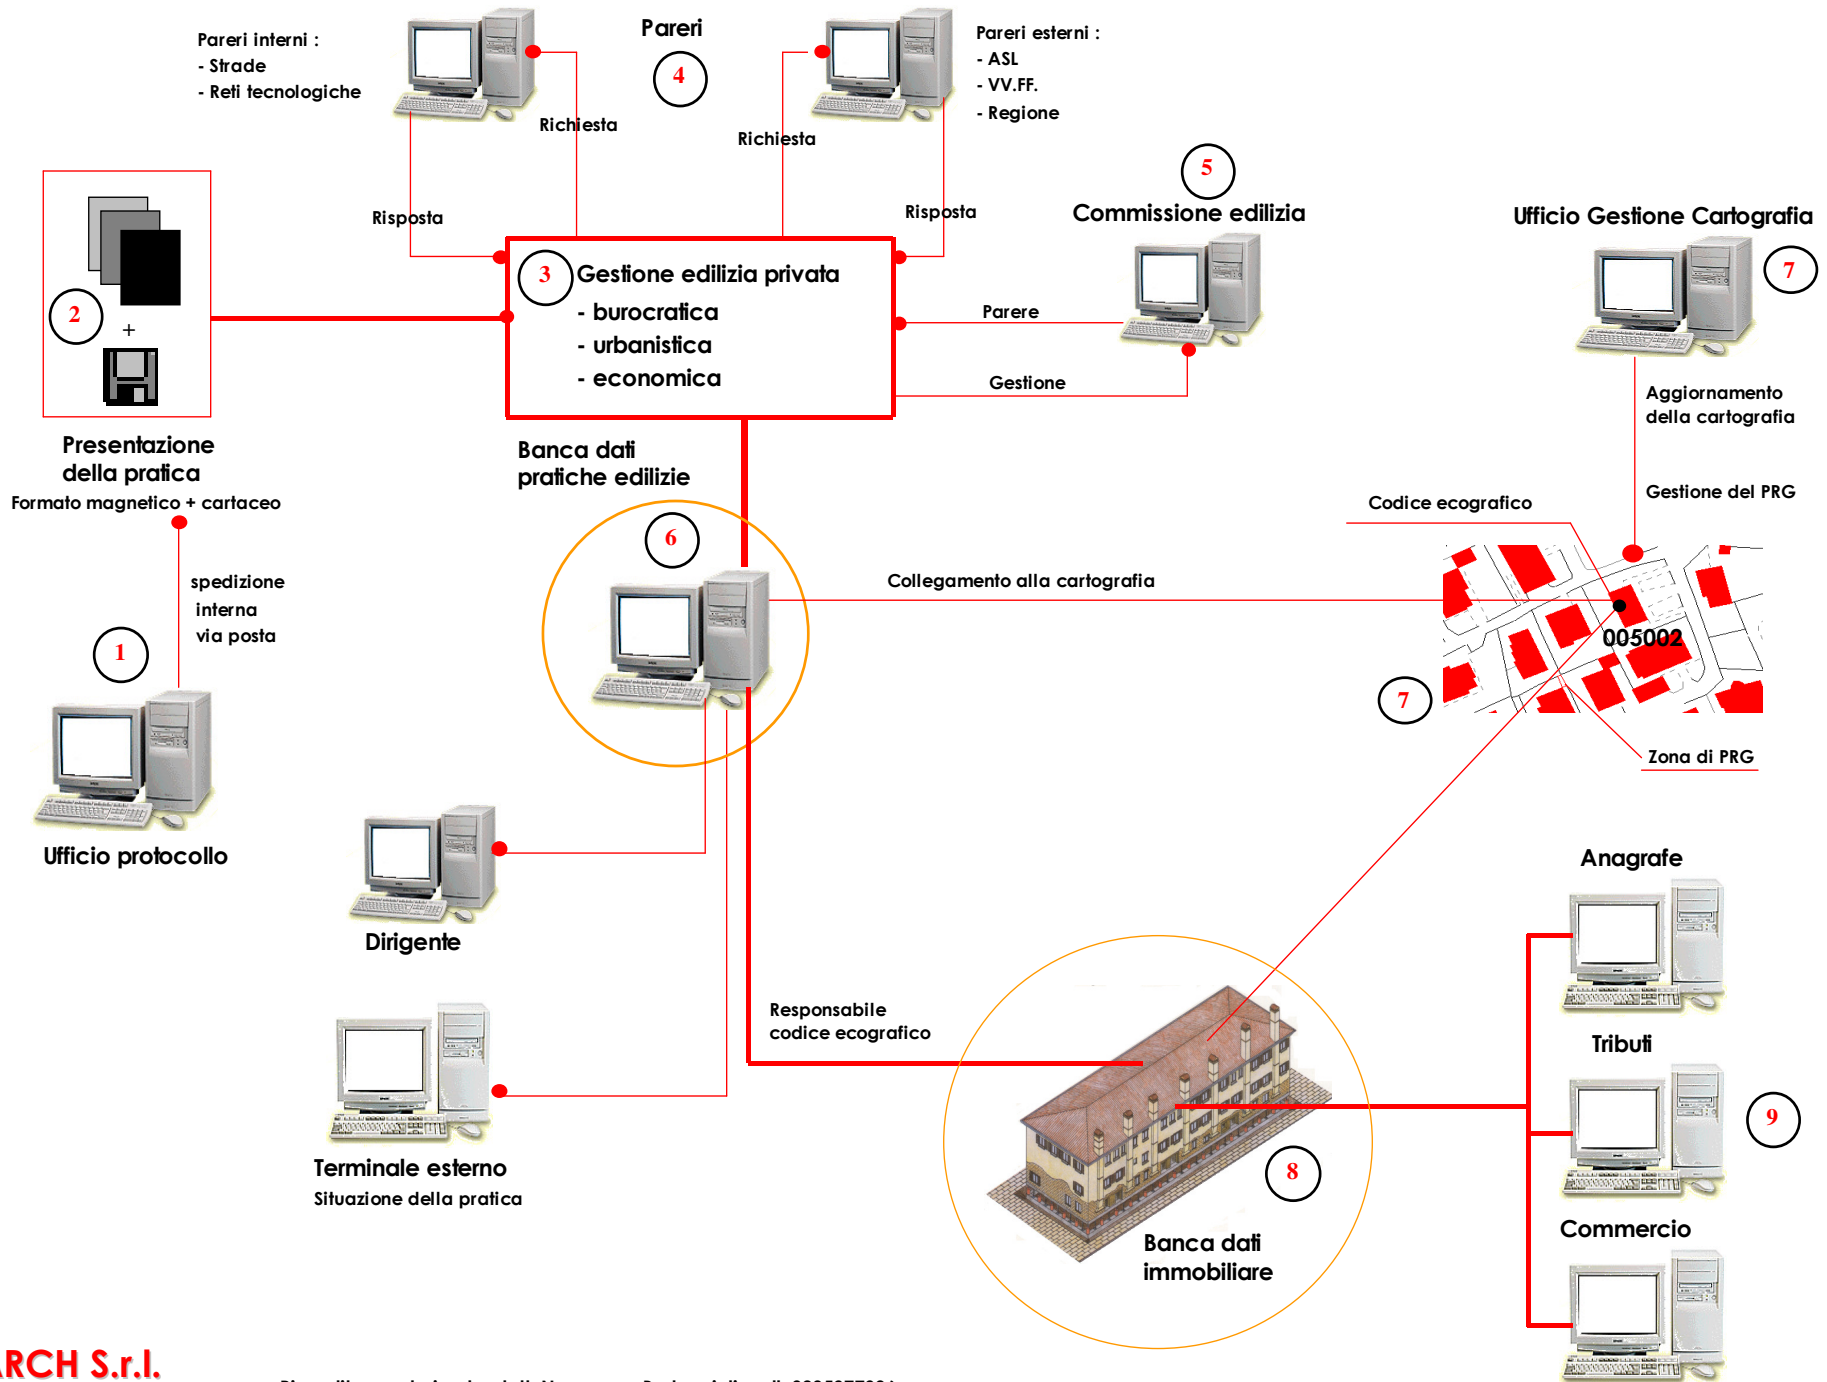 Pareri interni :
- Strade
- Reti tecnologiche
Pareri
4
Pareri esterni :
- ASL
- VV.FF.
- Regione
Richiesta
Richiesta
Risposta
Risposta
5
Commissione edilizia
Ufficio Gestione Cartografia
7
2
+
3
Gestione edilizia privata
- burocratica
- urbanistica
- economica
Parere
Gestione
Aggiornamento
della cartografia
Presentazione
della pratica
Formato magnetico + cartaceo
Banca dati
pratiche edilizie
Gestione del PRG
Codice ecografico
6
spedizione
interna
via posta
Collegamento alla cartografia
1
005002
7
Zona di PRG
Ufficio protocollo
Dirigente
Anagrafe
Responsabile
codice ecografico
Tributi
9
Terminale esterno
Situazione della pratica
8
Commercio
Banca dati
immobiliare
ARCH S.r.l.